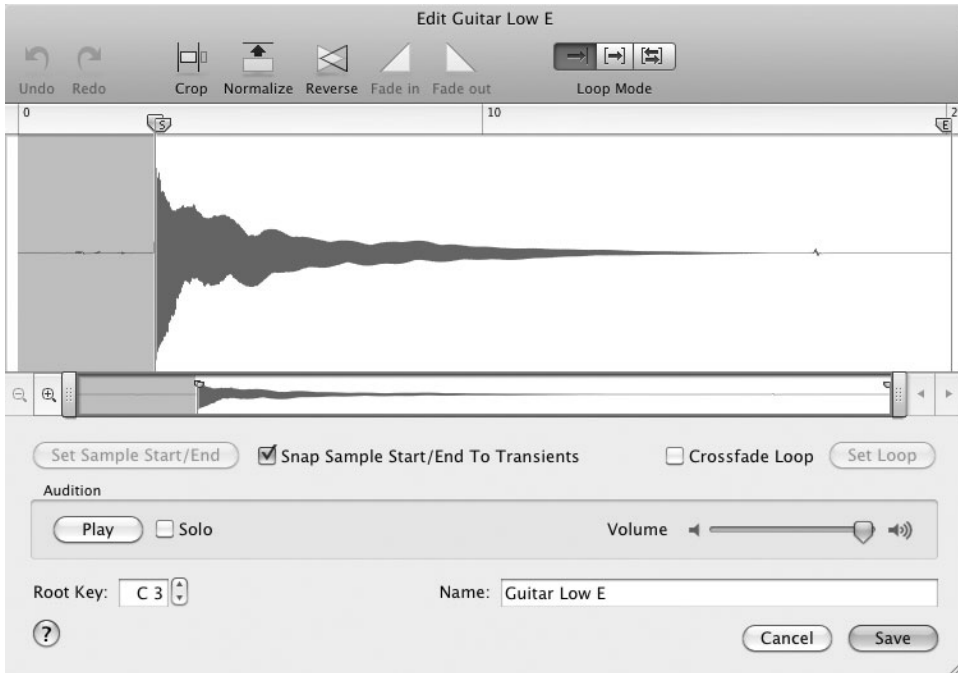 Edit Guitar Low E
Undo Redo Crop Normalize Reverse Fade in Fade out Loop Mode
0 10 2
S E
Set Sample Start/End Snap Sample Start/End To Transients Crossfade Loop Set Loop
Audition
Play Solo Volume
Root Key: C 3 Name: Guitar Low E
? Cancel Save